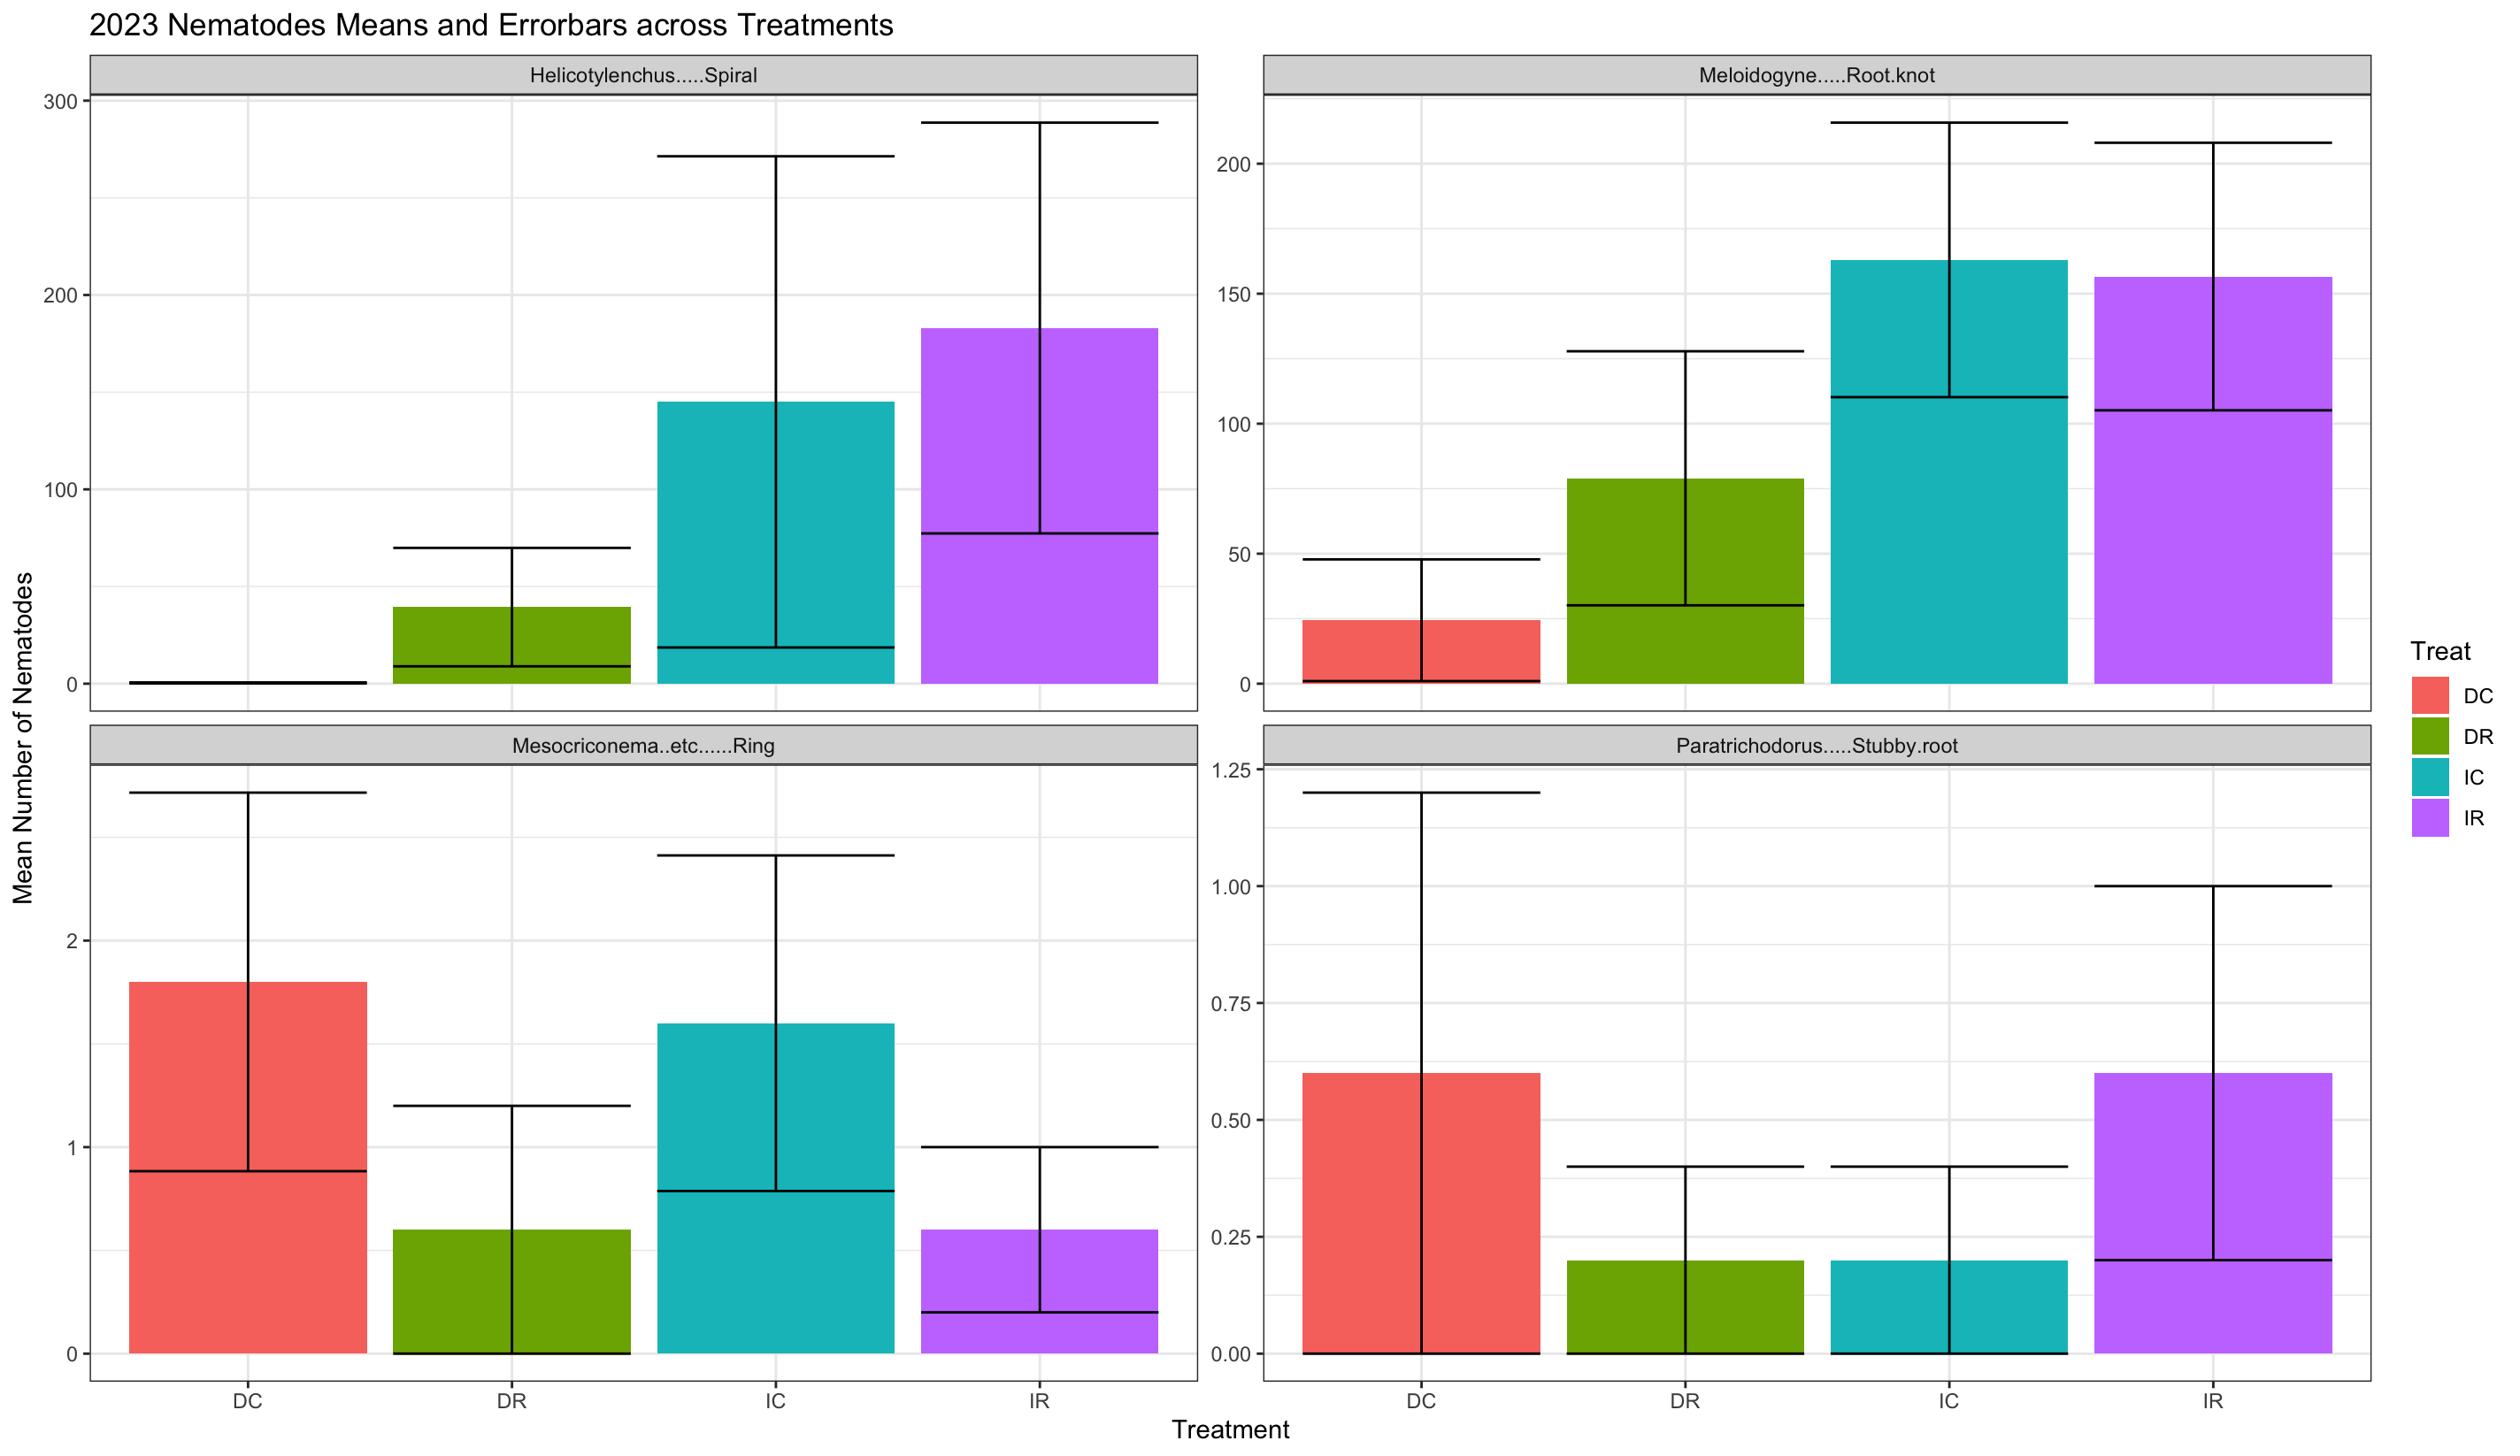 2023 Nematodes Means and Errorbars across Treatments
Helicotylenchus.....Spiral
Meloidogyne.....Root.knot
300
200
100
0
200
150
100
50
0
Mesocriconema..etc......Ring
Paratrichodorus.....Stubby.root
2
1
0
1.25
1.00
0.75
0.50
0.25
0.00
DC
DR
IC
IR
DC
DR
IC
IR
Treatment
Mean Number of Nematodes
Treat
DC
DR
IC
IR